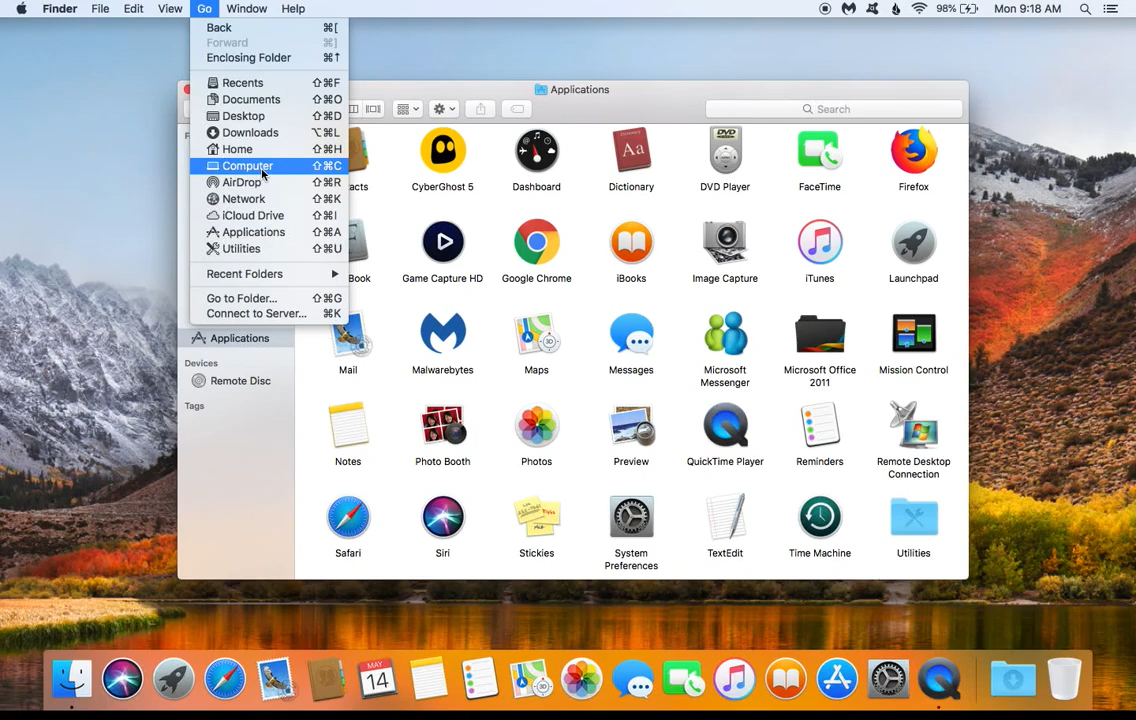 Finder File Edit View Go Window Help 98% Mon 9:18 AM
Back ⌘[
Forward ⌘]
Enclosing Folder ⌘↑
Recents ⇧⌘F
Documents ⇧⌘O
Desktop ⇧⌘D
Downloads ⌥⌘L
Home ⇧⌘H
Computer ⇧⌘C
AirDrop ⇧⌘R
Network ⇧⌘K
iCloud Drive ⇧⌘I
Applications ⇧⌘A
Utilities ⇧⌘U
Recent Folders
Go to Folder... ⇧⌘G
Connect to Server... ⌘K
Applications
Devices
Remote Disc
Tags
Applications
Search
acts CyberGhost 5 Dashboard Dictionary DVD Player FaceTime Firefox
DVD
Aa
Book Game Capture HD Google Chrome iBooks Image Capture iTunes Launchpad
3D
Mail Malwarebytes Maps Messages Microsoft Messenger Microsoft Office 2011 Mission Control
Notes Photo Booth Photos Preview QuickTime Player Reminders Remote Desktop Connection
Safari Siri Stickies System Preferences TextEdit Time Machine Utilities
MAY
14
3D